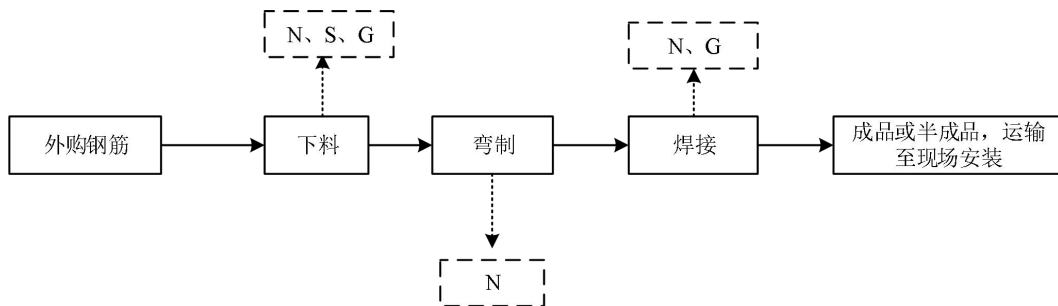 N、S、G
N、G
外购钢筋
下料
弯制
焊接
成品或半成品，运输
至现场安装
N